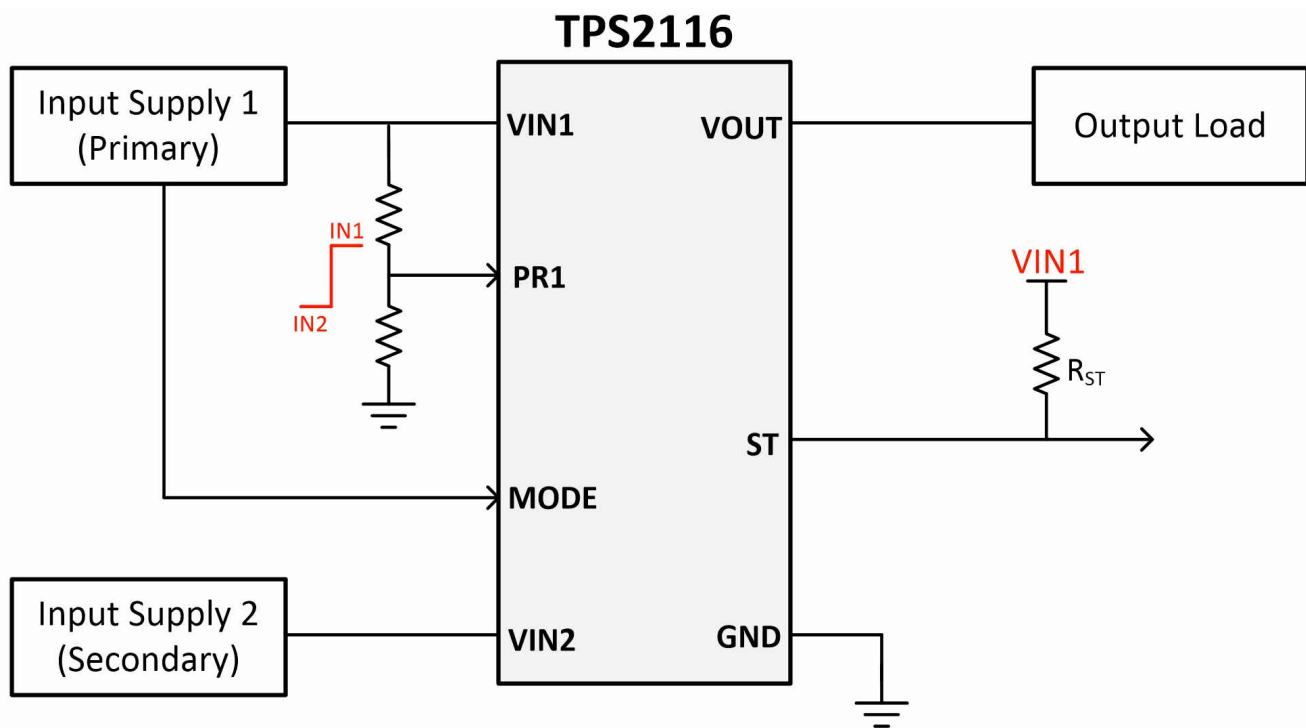 TPS2116
Input Supply 1
(Primary)
VIN1
VOUT
Output Load
IN1
IN2
PR1
VIN1
RST
ST
MODE
Input Supply 2
(Secondary)
VIN2
GND